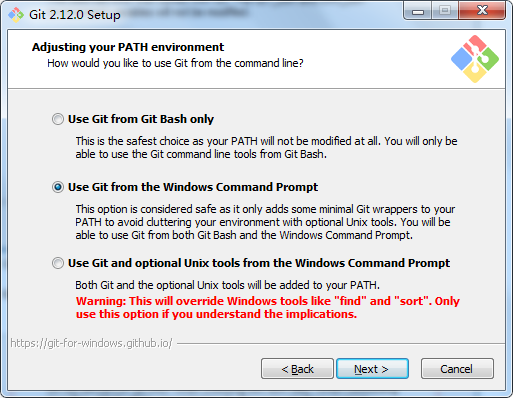 Git 2.12.0 Setup
Adjusting your PATH environment
How would you like to use Git from the command line?
Use Git from Git Bash only
This is the safest choice as your PATH will not be modified at all. You will only be
able to use the Git command line tools from Git Bash.
Use Git from the Windows Command Prompt
This option is considered safe as it only adds some minimal Git wrappers to your
PATH to avoid cluttering your environment with optional Unix tools. You will be
able to use Git from both Git Bash and the Windows Command Prompt.
Use Git and optional Unix tools from the Windows Command Prompt
Both Git and the optional Unix tools will be added to your PATH.
Warning: This will override Windows tools like "find" and "sort". Only
use this option if you understand the implications.
https://git-for-windows.github.io/
< Back
Next >
Cancel